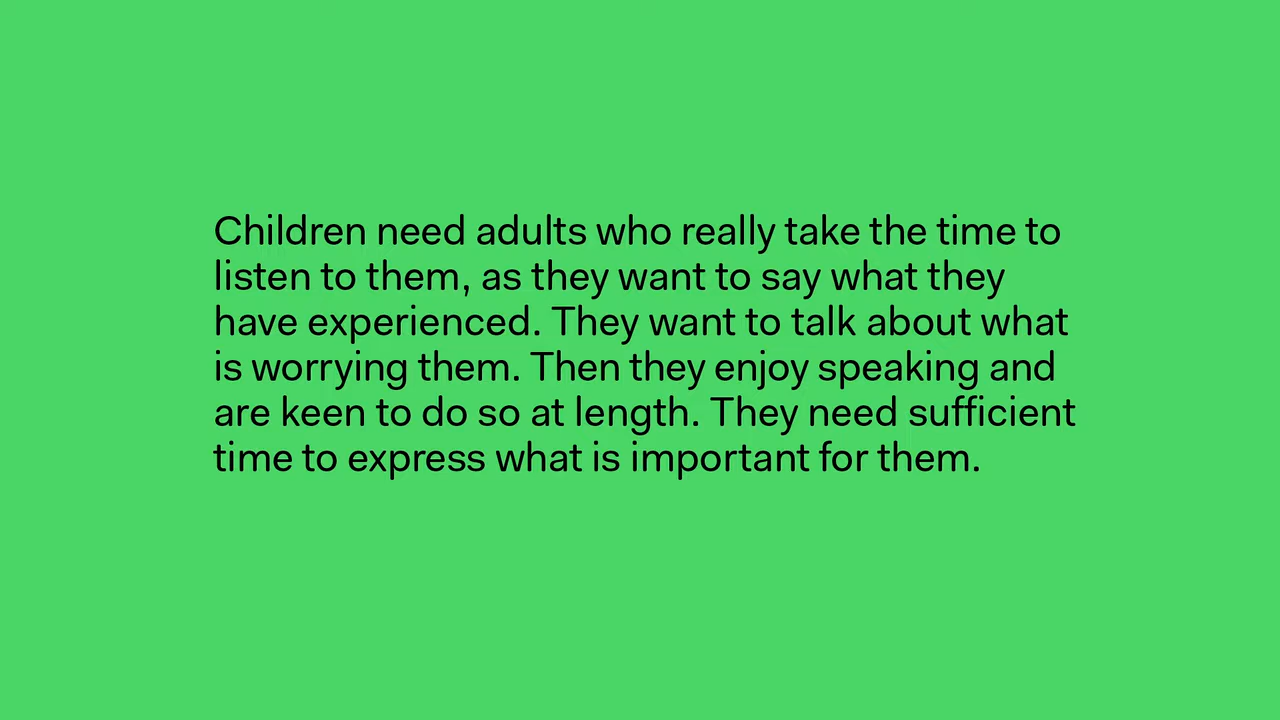 Children need adults who really take the time to
listen to them, as they want to say what they
have experienced. They want to talk about what
is worrying them. Then they enjoy speaking and
are keen to do so at length. They need sufficient
time to express what is important for them.